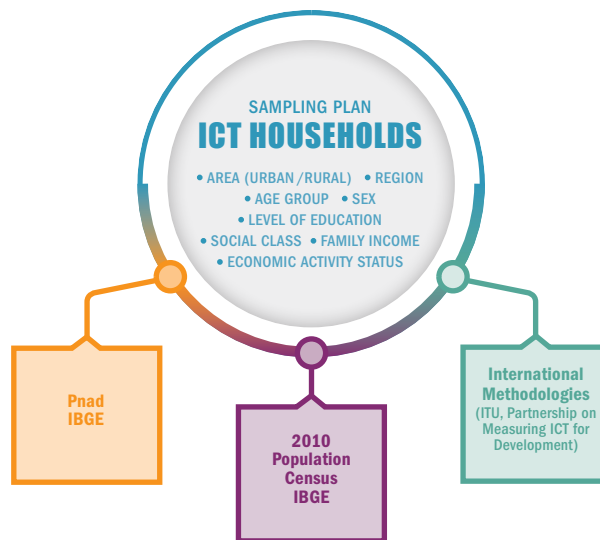 SAMPLING PLAN
ICT HOUSEHOLDS
• AREA (URBAN/RURAL) • REGION
• AGE GROUP • SEX
• LEVEL OF EDUCATION
• SOCIAL CLASS • FAMILY INCOME
• ECONOMIC ACTIVITY STATUS
Pnad
IBGE
2010
Population
Census
IBGE
International
Methodologies
(ITU, Partnership on
Measuring ICT for
Development)